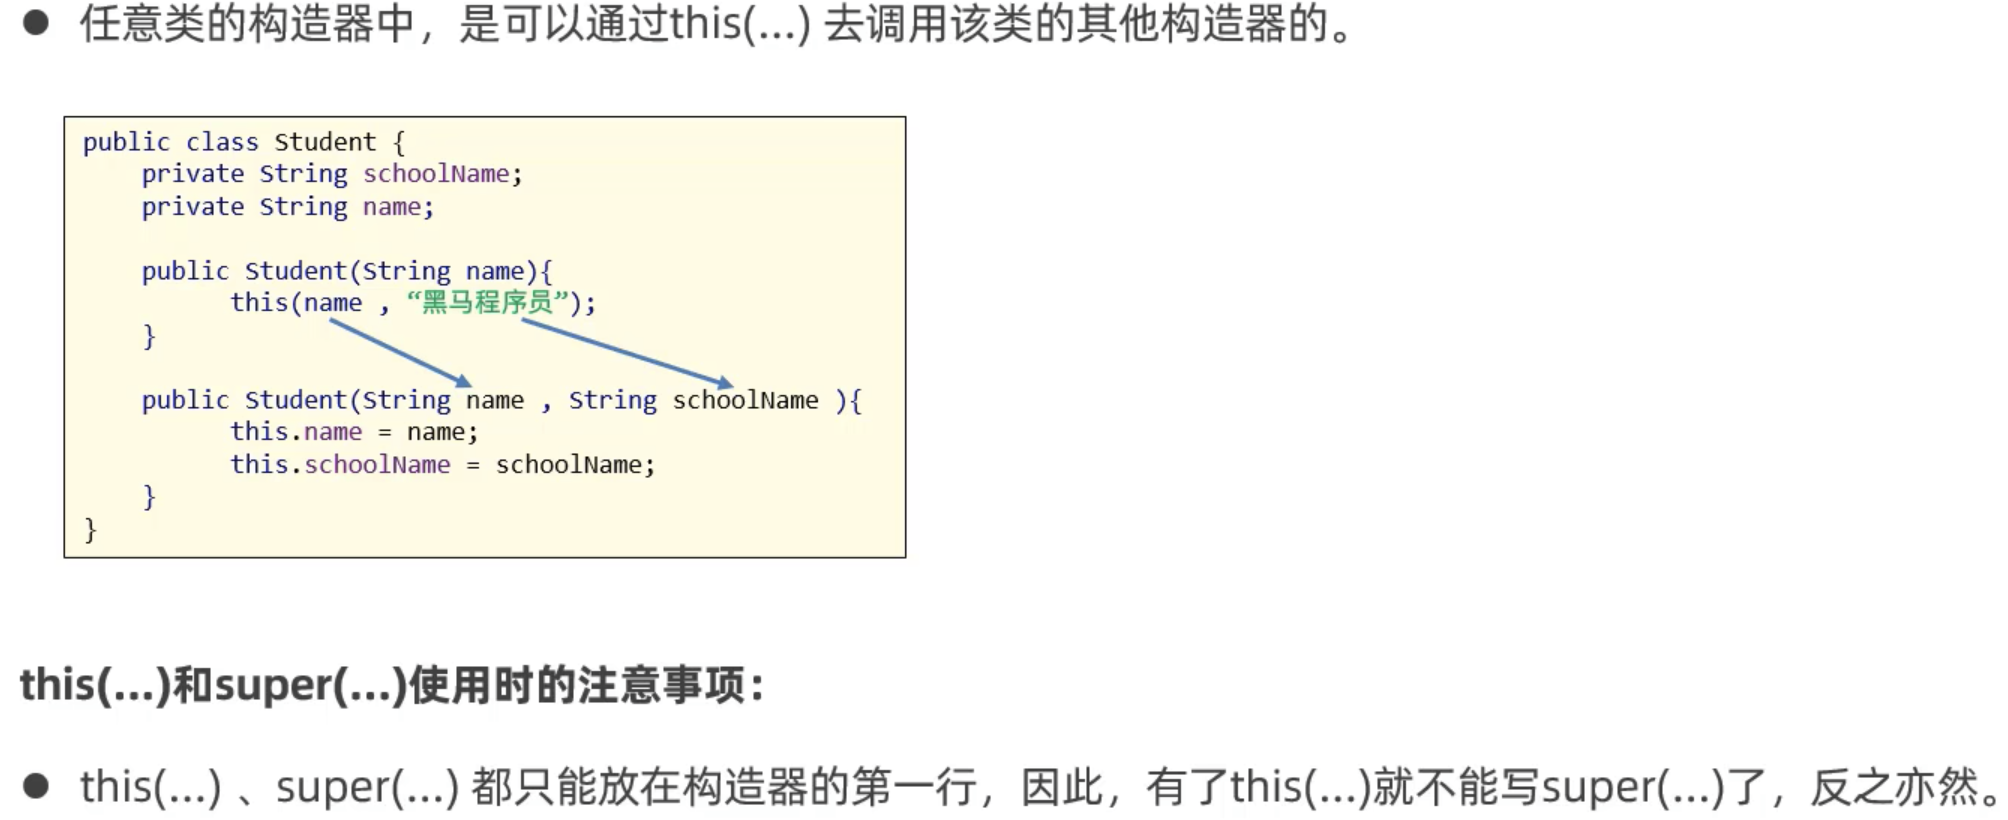 ● 任意类的构造器中，是可以通过this(...) 去调用该类的其他构造器的。
public class Student {
    private String schoolName;
    private String name;
    public Student(String name){
          this(name , “黑马程序员”);
    }
    public Student(String name , String schoolName ){
          this.name = name;
          this.schoolName = schoolName;
    }
}
this(...)和super(...)使用时的注意事项：
● this(...) 、super(...) 都只能放在构造器的第一行，因此，有了this(...)就不能写super(...)了，反之亦然。